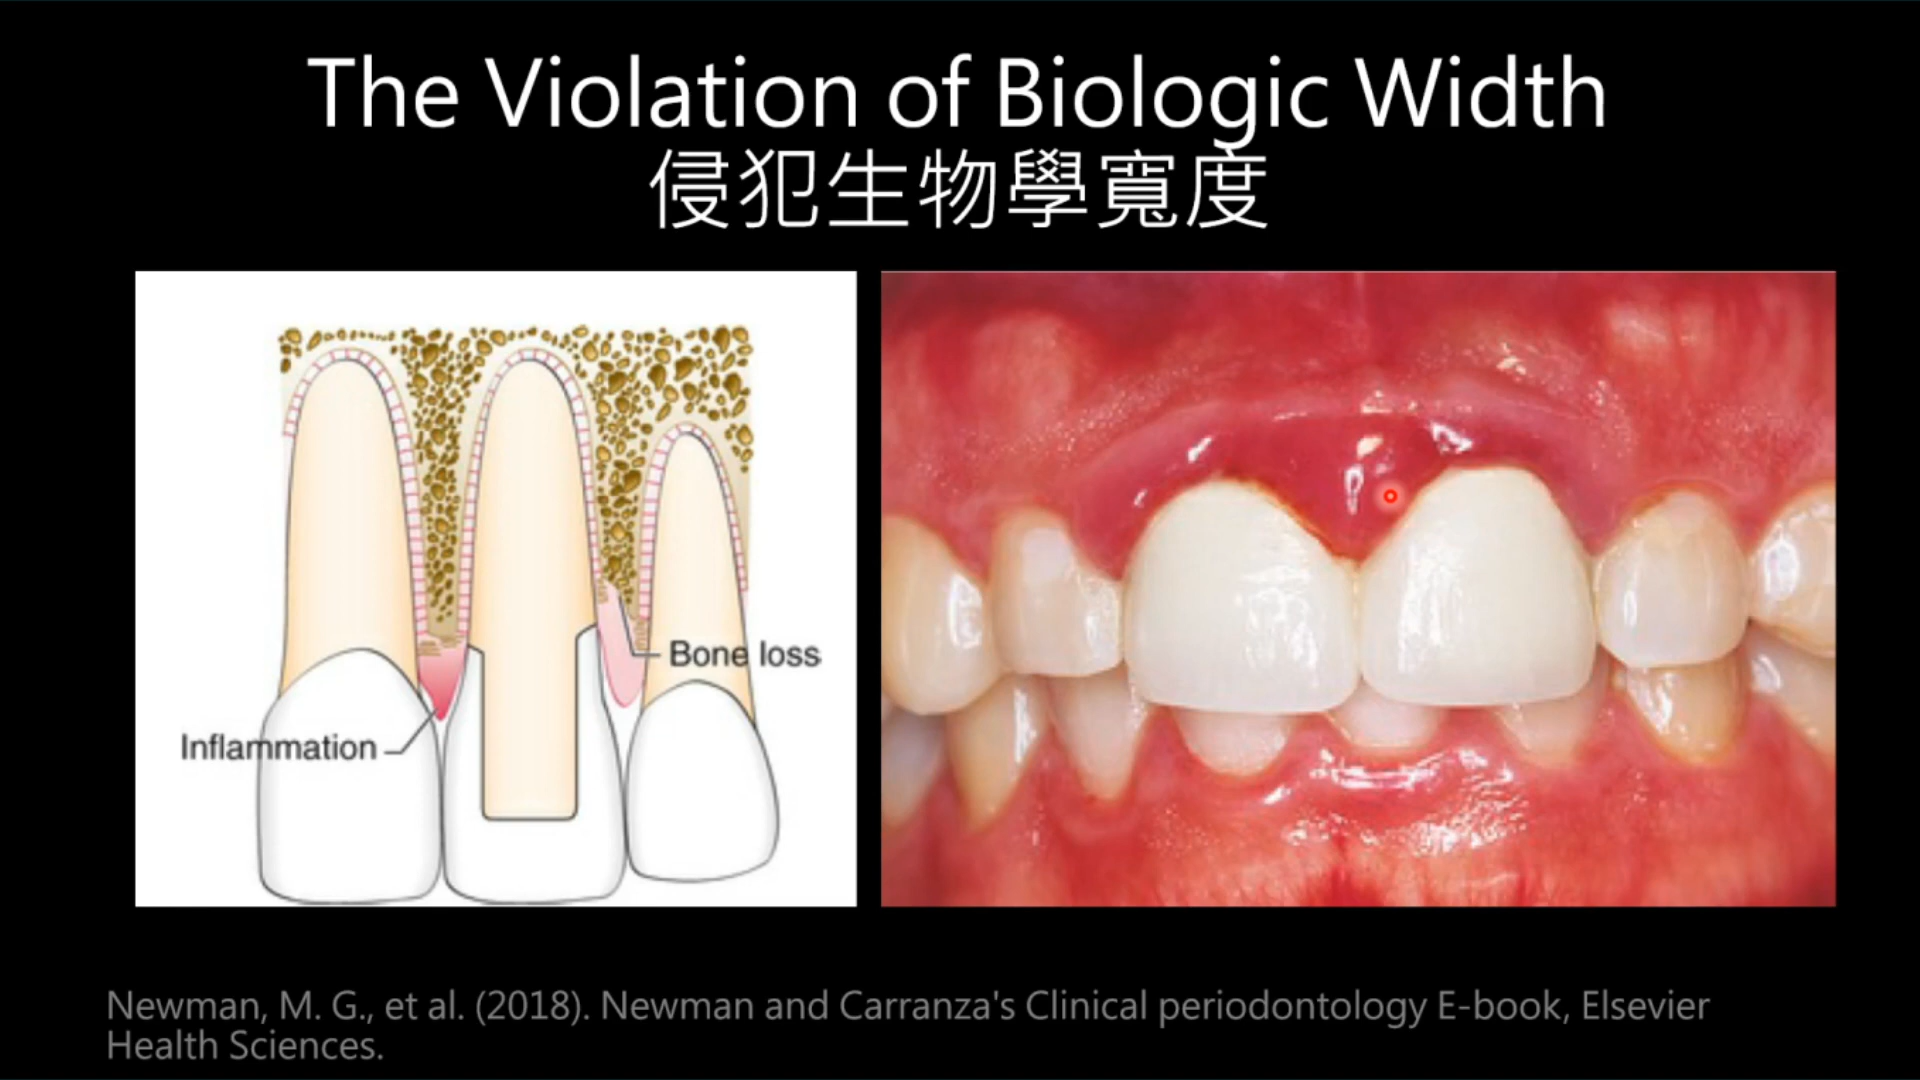 The Violation of Biologic Width
侵犯生物學寬度
Bone loss
Inflammation
Newman, M. G., et al. (2018). Newman and Carranza's Clinical periodontology E-book, Elsevier
Health Sciences.